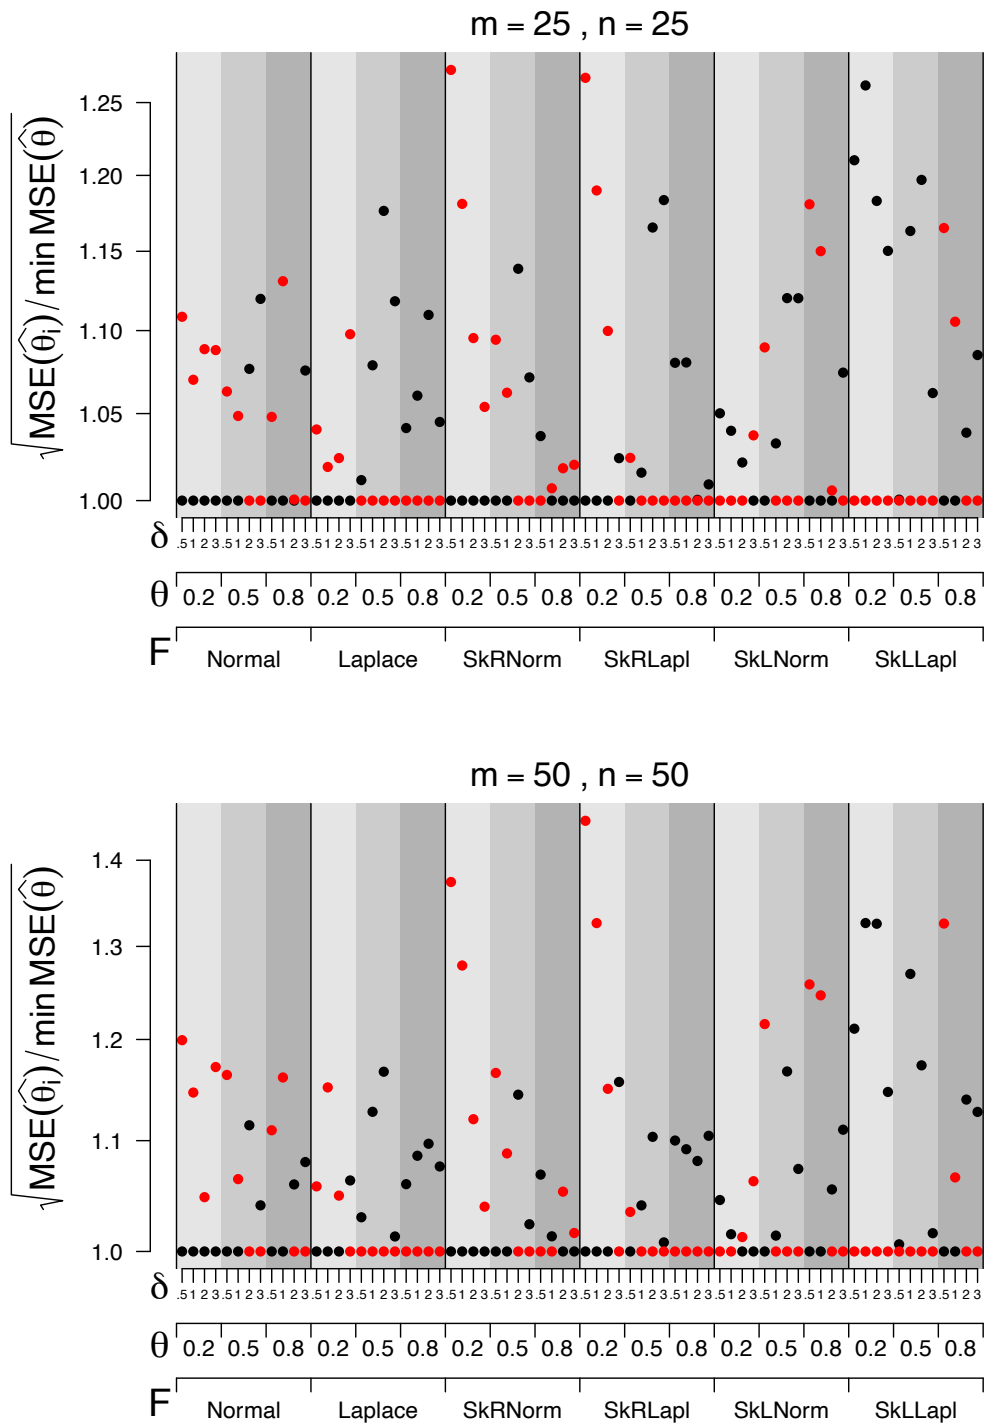 m = 25 , n = 25
√MSE(θ̂ᵢ) / min MSE(θ̂)
1.25
1.20
1.15
1.10
1.05
1.00
δ .5 1 2 3 .5 1 2 3 .5 1 2 3 .5 1 2 3 .5 1 2 3 .5 1 2 3 .5 1 2 3 .5 1 2 3 .5 1 2 3 .5 1 2 3 .5 1 2 3 .5 1 2 3 .5 1 2 3 .5 1 2 3 .5 1 2 3 .5 1 2 3 .5 1 2 3 .5 1 2 3
θ 0.2 0.5 0.8 0.2 0.5 0.8 0.2 0.5 0.8 0.2 0.5 0.8 0.2 0.5 0.8 0.2 0.5 0.8
F Normal Laplace SkRNorm SkRLapl SkLNorm SkLLapl
m = 50 , n = 50
√MSE(θ̂ᵢ) / min MSE(θ̂)
1.4
1.3
1.2
1.1
1.0
δ .5 1 2 3 .5 1 2 3 .5 1 2 3 .5 1 2 3 .5 1 2 3 .5 1 2 3 .5 1 2 3 .5 1 2 3 .5 1 2 3 .5 1 2 3 .5 1 2 3 .5 1 2 3 .5 1 2 3 .5 1 2 3 .5 1 2 3 .5 1 2 3 .5 1 2 3 .5 1 2 3
θ 0.2 0.5 0.8 0.2 0.5 0.8 0.2 0.5 0.8 0.2 0.5 0.8 0.2 0.5 0.8 0.2 0.5 0.8
F Normal Laplace SkRNorm SkRLapl SkLNorm SkLLapl